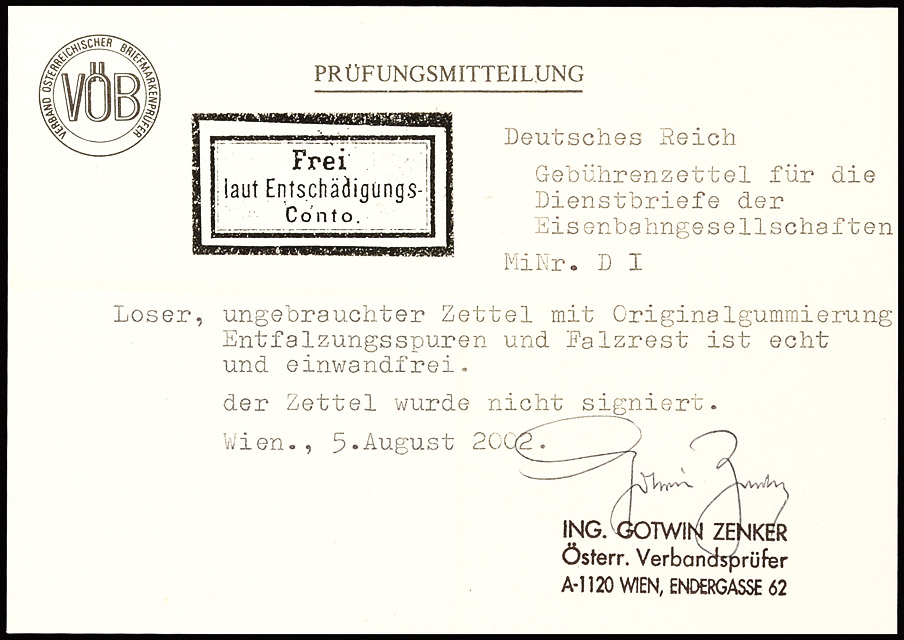 VERBAND ÖSTERREICHISCHER BRIEFMARKENPRÜFER
VÖB
PRÜFUNGSMITTEILUNG
Frei
laut Entschädigungs-
Conto.
Deutsches Reich
Gebührenzettel für die
Dienstbriefe der
Eisenbahngesellschaften
MiNr. D I
Loser, ungebrauchter Zettel mit Originalgummierung
Entfalzungsspuren und Falzrest ist echt
und einwandfrei.
der Zettel wurde nicht signiert.
Wien., 5.August 2002.
Gotwin Zenker
ING. GOTWIN ZENKER
Österr. Verbandsprüfer
A-1120 WIEN, ENDERGASSE 62